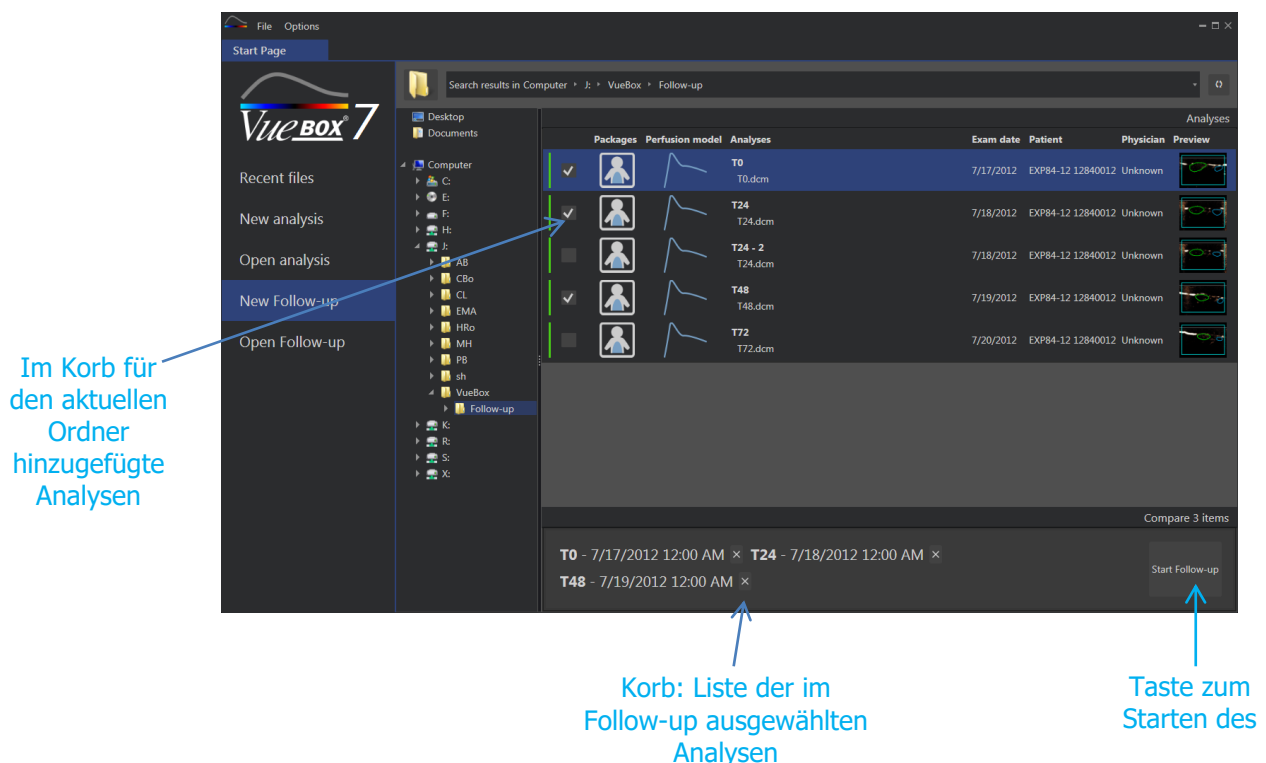 File Options
Start Page
VUEBOX® 7
Recent files
New analysis
Open analysis
New Follow-up
Open Follow-up
Search results in Computer J: VueBox Follow-up
Desktop
Documents
Computer
C:
E:
F:
H:
J:
AB
CBo
CL
EMA
HRo
MH
PB
sh
VueBox
Follow-up
K:
R:
S:
X:
Analyses
Packages Perfusion model Analyses Exam date Patient Physician Preview
T0
T0.dcm
7/17/2012 EXP84-12 12840012 Unknown
T24
T24.dcm
7/18/2012 EXP84-12 12840012 Unknown
T24 - 2
T24.dcm
7/18/2012 EXP84-12 12840012 Unknown
T48
T48.dcm
7/19/2012 EXP84-12 12840012 Unknown
T72
T72.dcm
7/20/2012 EXP84-12 12840012 Unknown
Compare 3 items
T0 - 7/17/2012 12:00 AM × T24 - 7/18/2012 12:00 AM ×
T48 - 7/19/2012 12:00 AM ×
Start Follow-up
Im Korb für
den aktuellen
Ordner
hinzugefügte
Analysen
Korb: Liste der im
Follow-up ausgewählten
Analysen
Taste zum
Starten des